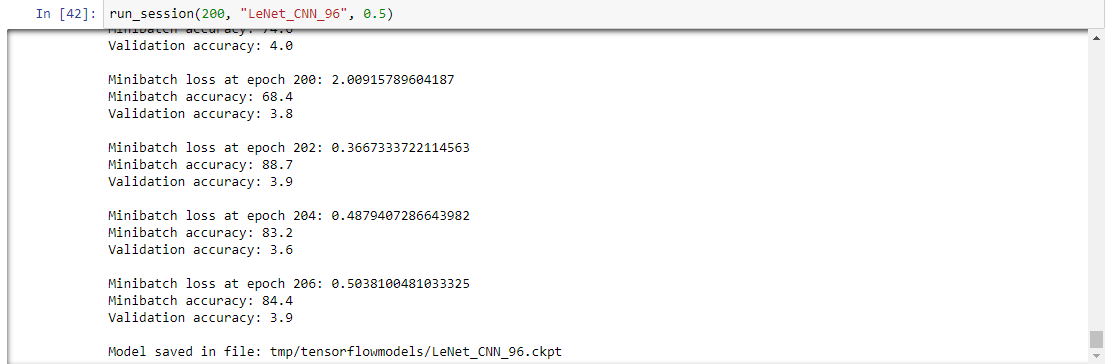 In [42]: run_session(200, "LeNet_CNN_96", 0.5)
Minibatch accuracy: 74.6
Validation accuracy: 4.0
Minibatch loss at epoch 200: 2.00915789604187
Minibatch accuracy: 68.4
Validation accuracy: 3.8
Minibatch loss at epoch 202: 0.3667333722114563
Minibatch accuracy: 88.7
Validation accuracy: 3.9
Minibatch loss at epoch 204: 0.4879407286643982
Minibatch accuracy: 83.2
Validation accuracy: 3.6
Minibatch loss at epoch 206: 0.5038100481033325
Minibatch accuracy: 84.4
Validation accuracy: 3.9
Model saved in file: tmp/tensorflowmodels/LeNet_CNN_96.ckpt